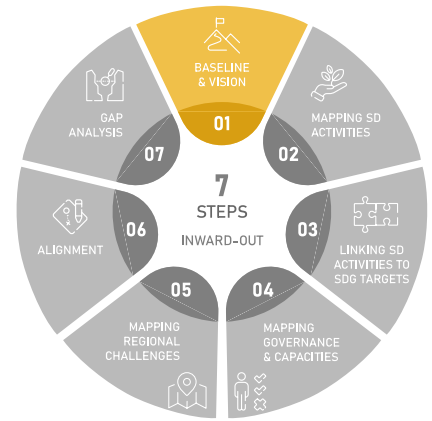 BASELINE
& VISION
01
MAPPING SD
ACTIVITIES
02
LINKING SD
ACTIVITIES TO
SDG TARGETS
03
MAPPING
GOVERNANCE
& CAPACITIES
04
MAPPING
REGIONAL
CHALLENGES
05
ALIGNMENT
06
GAP
ANALYSIS
07
7
STEPS
INWARD-OUT